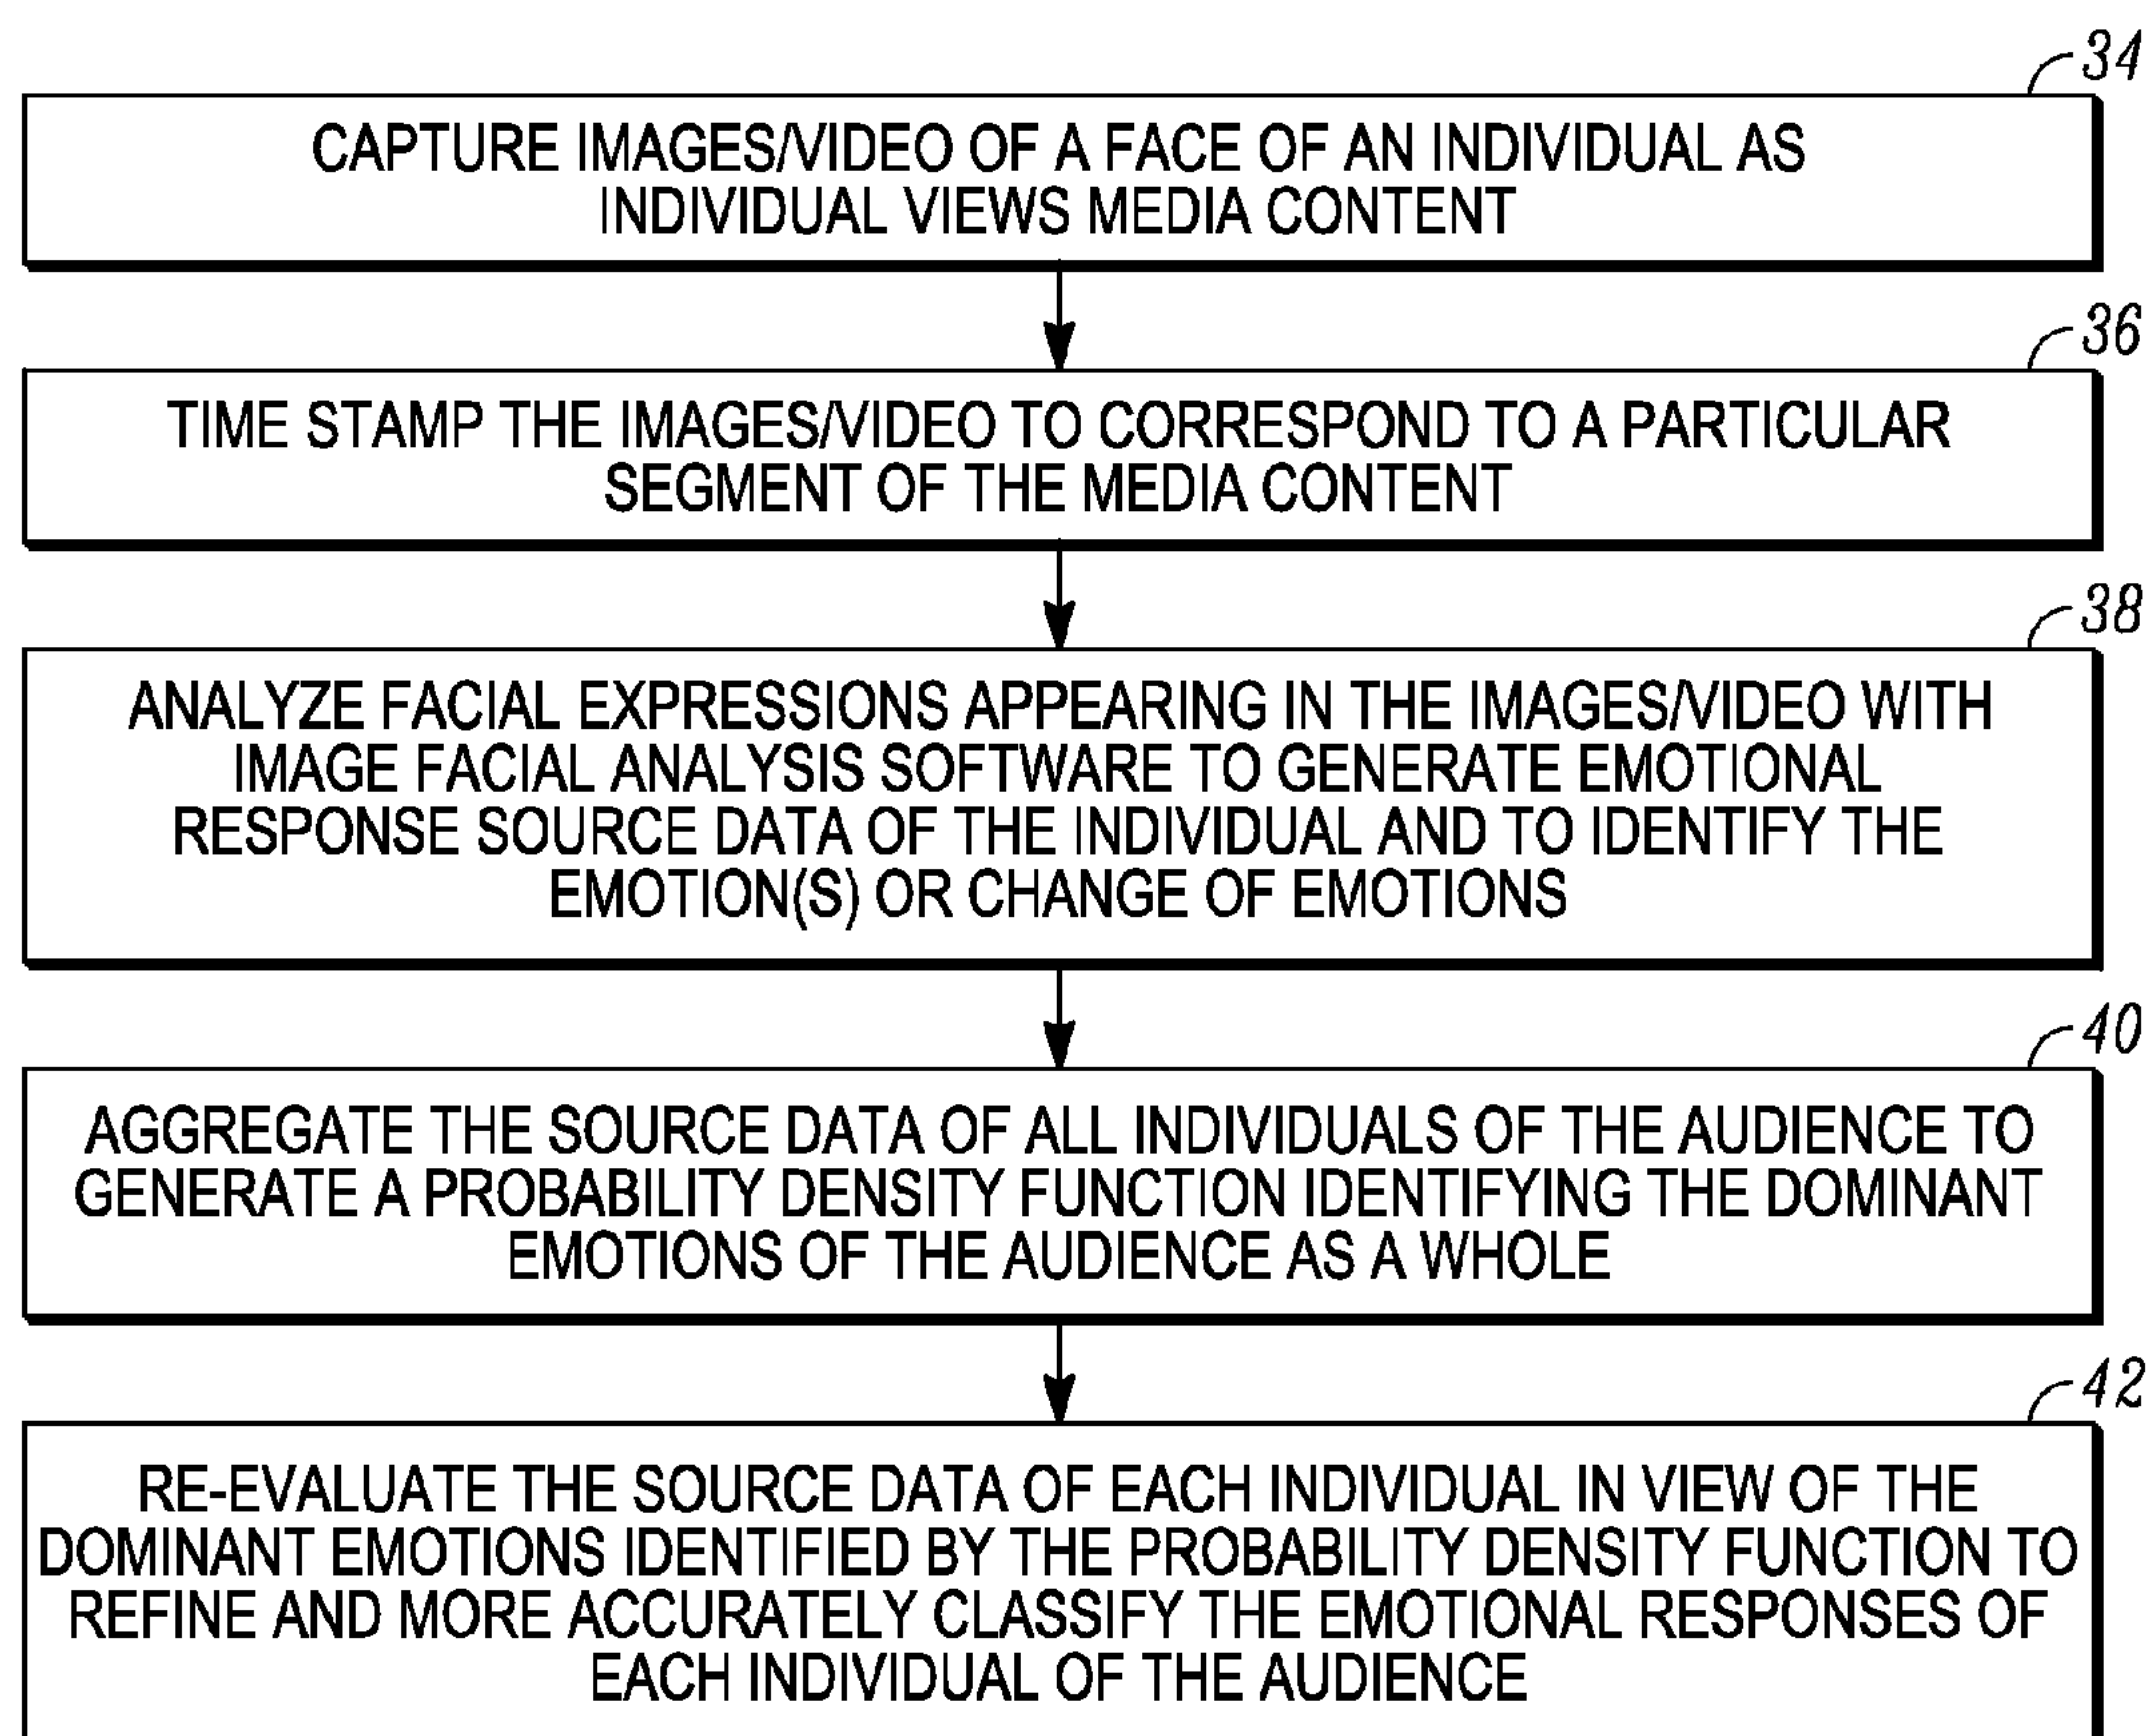 34
CAPTURE IMAGES/VIDEO OF A FACE OF AN INDIVIDUAL AS
INDIVIDUAL VIEWS MEDIA CONTENT
36
TIME STAMP THE IMAGES/VIDEO TO CORRESPOND TO A PARTICULAR
SEGMENT OF THE MEDIA CONTENT
38
ANALYZE FACIAL EXPRESSIONS APPEARING IN THE IMAGES/VIDEO WITH
IMAGE FACIAL ANALYSIS SOFTWARE TO GENERATE EMOTIONAL
RESPONSE SOURCE DATA OF THE INDIVIDUAL AND TO IDENTIFY THE
EMOTION(S) OR CHANGE OF EMOTIONS
40
AGGREGATE THE SOURCE DATA OF ALL INDIVIDUALS OF THE AUDIENCE TO
GENERATE A PROBABILITY DENSITY FUNCTION IDENTIFYING THE DOMINANT
EMOTIONS OF THE AUDIENCE AS A WHOLE
42
RE-EVALUATE THE SOURCE DATA OF EACH INDIVIDUAL IN VIEW OF THE
DOMINANT EMOTIONS IDENTIFIED BY THE PROBABILITY DENSITY FUNCTION TO
REFINE AND MORE ACCURATELY CLASSIFY THE EMOTIONAL RESPONSES OF
EACH INDIVIDUAL OF THE AUDIENCE